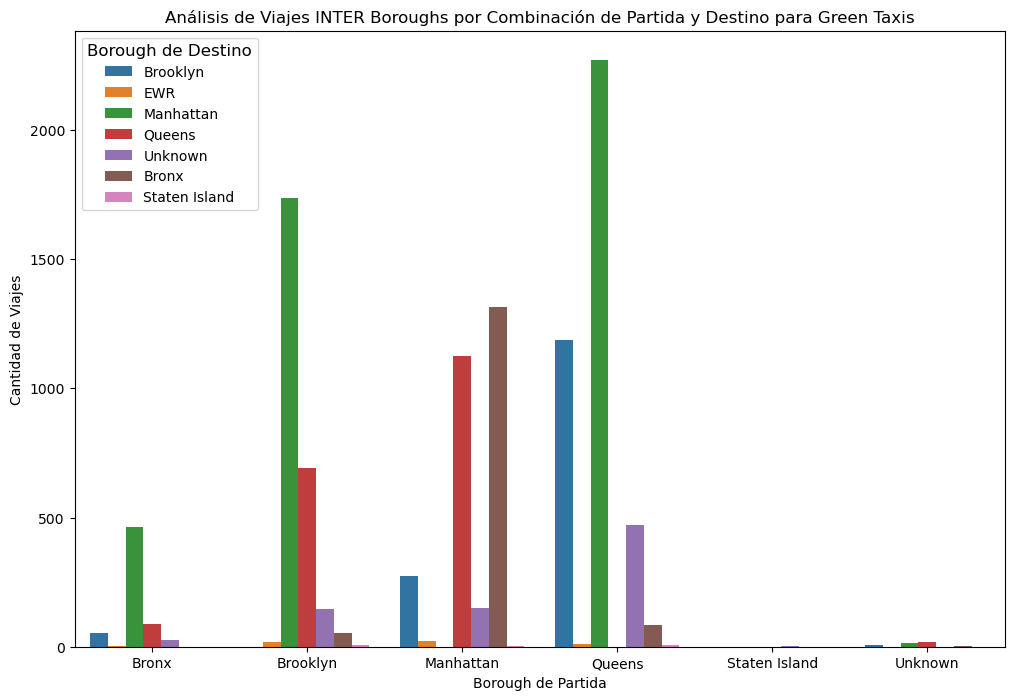 Análisis de Viajes INTER Boroughs por Combinación de Partida y Destino para Green Taxis
Borough de Destino
Brooklyn
EWR
Manhattan
Queens
Unknown
Bronx
Staten Island
Cantidad de Viajes
2000
1500
1000
500
0
Bronx
Brooklyn
Manhattan
Queens
Staten Island
Unknown
Borough de Partida